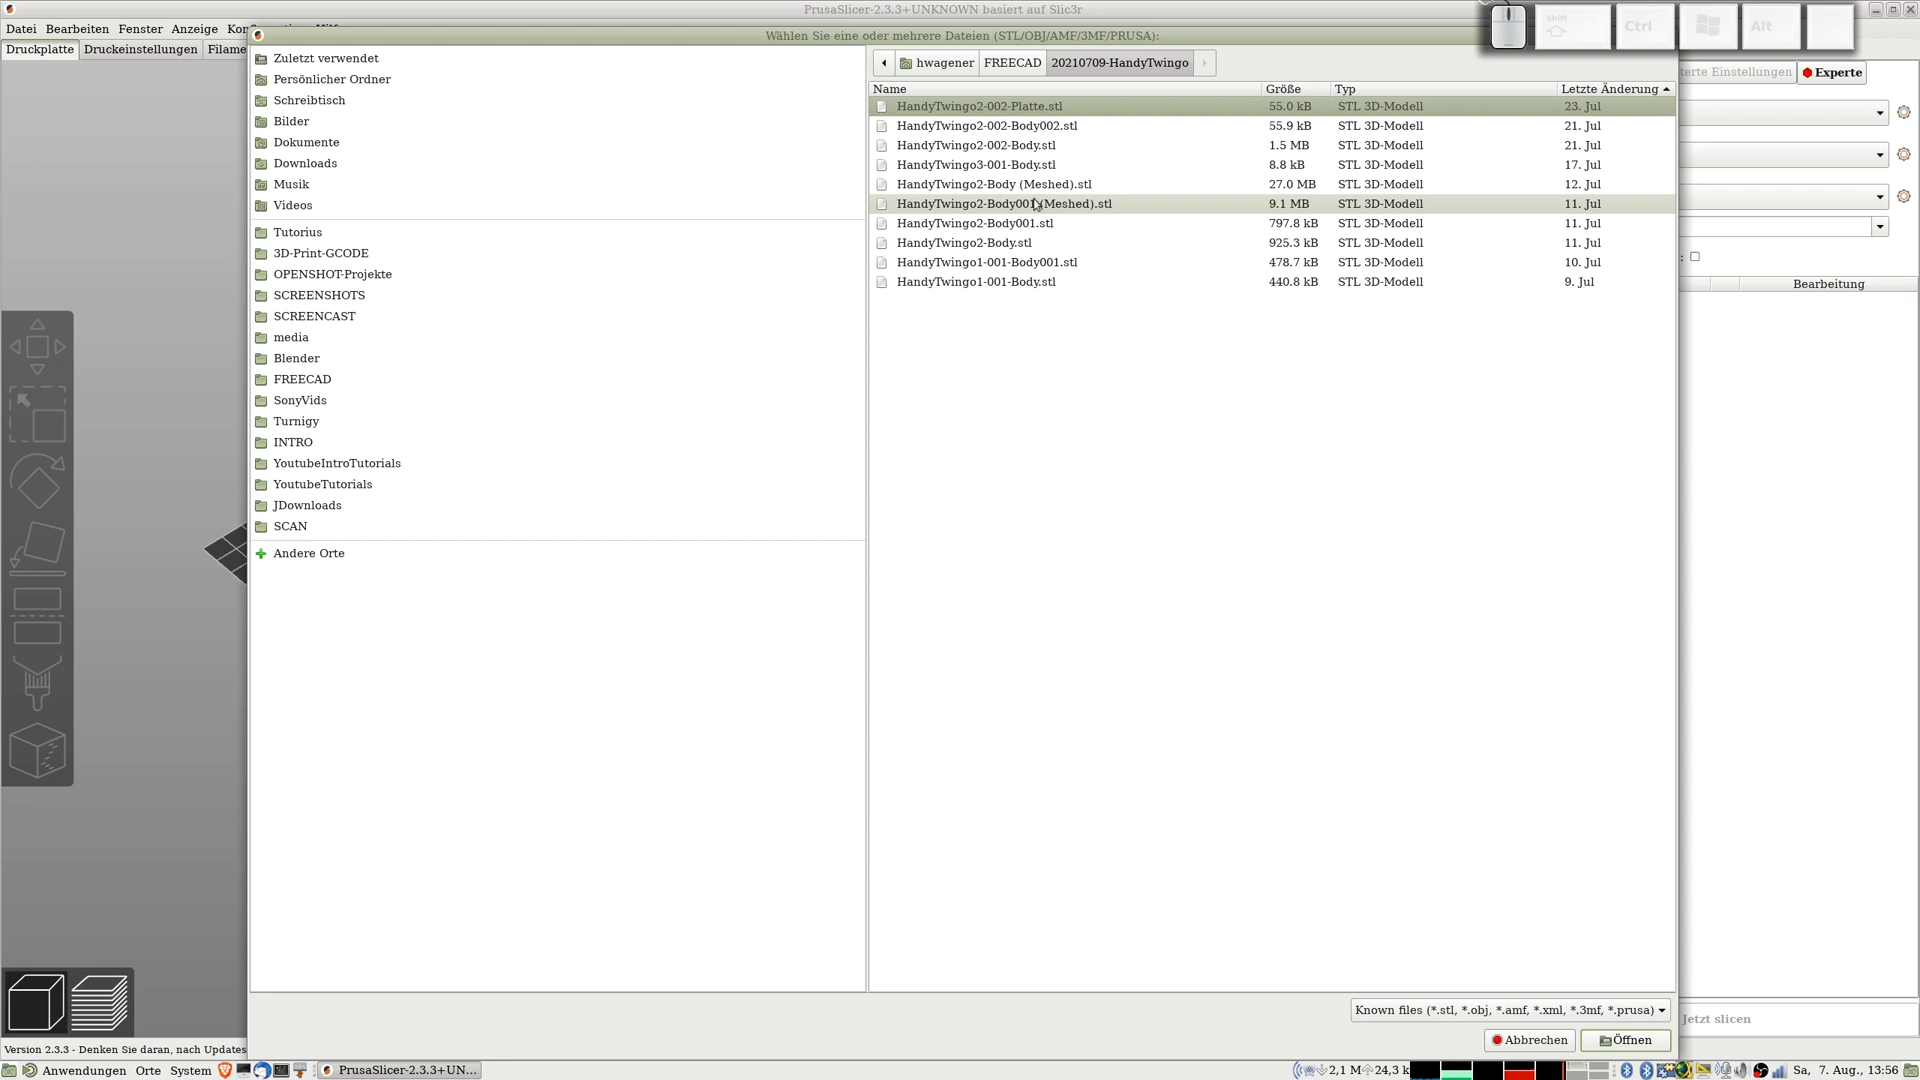 PrusaSlicer-2.3.3+UNKNOWN basiert auf Slic3r
Datei Bearbeiten Fenster Anzeige
Druckplatte Druckeinstellungen
Wählen Sie eine oder mehrere Dateien (STL/OBJ/AMF/3MF/PRUSA):
Shift Ctrl Alt
Zuletzt verwendet
Persönlicher Ordner
Schreibtisch
Bilder
Dokumente
Downloads
Musik
Videos
Tutorius
3D-Print-GCODE
OPENSHOT-Projekte
SCREENSHOTS
SCREENCAST
media
Blender
FREECAD
SonyVids
Turnigy
INTRO
YoutubeIntroTutorials
YoutubeTutorials
JDownloads
SCAN
Andere Orte
hwagener FREECAD 20210709-HandyTwingo
Name Größe Typ Letzte Änderung
HandyTwingo2-002-Platte.stl 55.0 kB STL 3D-Modell 23. Jul
HandyTwingo2-002-Body002.stl 55.9 kB STL 3D-Modell 21. Jul
HandyTwingo2-002-Body.stl 1.5 MB STL 3D-Modell 21. Jul
HandyTwingo3-001-Body.stl 8.8 kB STL 3D-Modell 17. Jul
HandyTwingo2-Body (Meshed).stl 27.0 MB STL 3D-Modell 12. Jul
HandyTwingo2-Body001 (Meshed).stl 9.1 MB STL 3D-Modell 11. Jul
HandyTwingo2-Body001.stl 797.8 kB STL 3D-Modell 11. Jul
HandyTwingo2-Body.stl 925.3 kB STL 3D-Modell 11. Jul
HandyTwingo1-001-Body001.stl 478.7 kB STL 3D-Modell 10. Jul
HandyTwingo1-001-Body.stl 440.8 kB STL 3D-Modell 9. Jul
Einstellungen Experte
Bearbeitung
Known files (*.stl, *.obj, *.amf, *.xml, *.3mf, *.prusa)
Abbrechen Öffnen
Jetzt slicen
Version 2.3.3 - Denken Sie daran, nach Updates
Anwendungen Orte System PrusaSlicer-2.3.3+UN... 2,1 M 24,3 k Sa, 7. Aug., 13:56